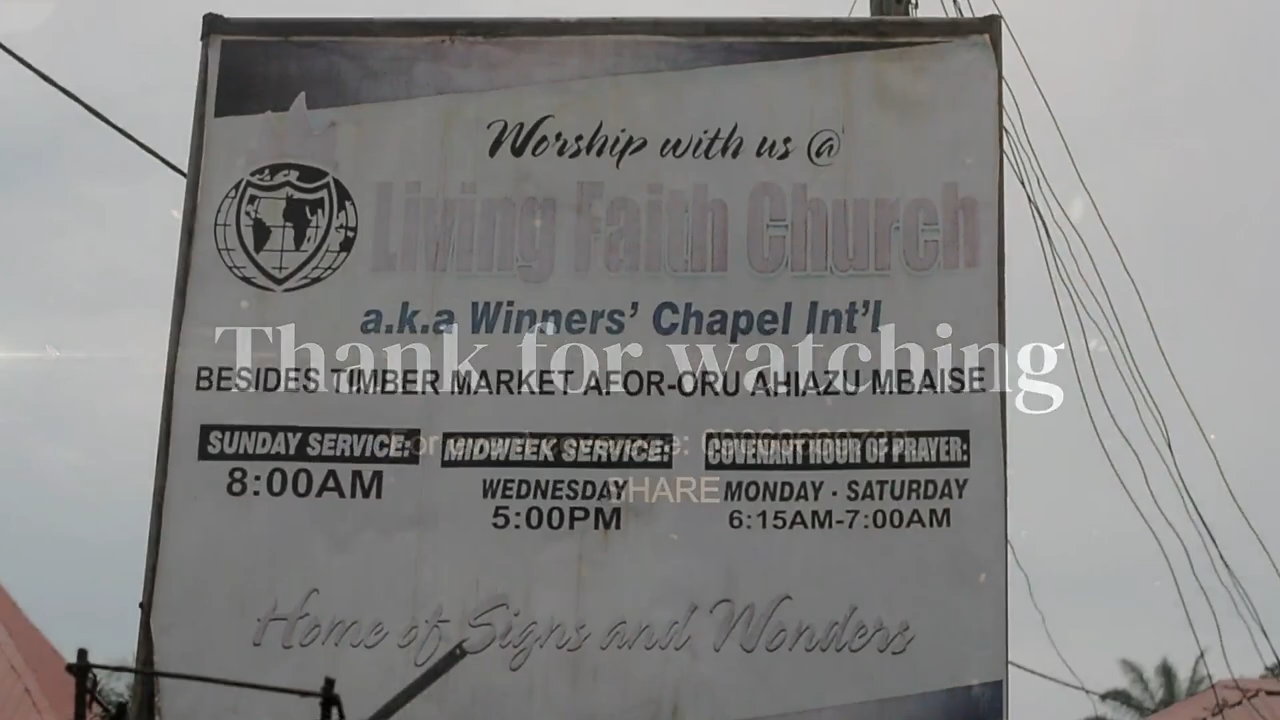 Worship with us @
Living Faith Church
a.k.a Winners' Chapel Int'l
Thank for watching
BESIDES TIMBER MARKET AFOR-ORU AHIAZU MBAISE
SUNDAY SERVICE:
8:00AM
MIDWEEK SERVICE:
WEDNESDAY
5:00PM
COVENANT HOUR OF PRAYER:
MONDAY - SATURDAY
6:15AM-7:00AM
SHARE
Home of Signs and Wonders